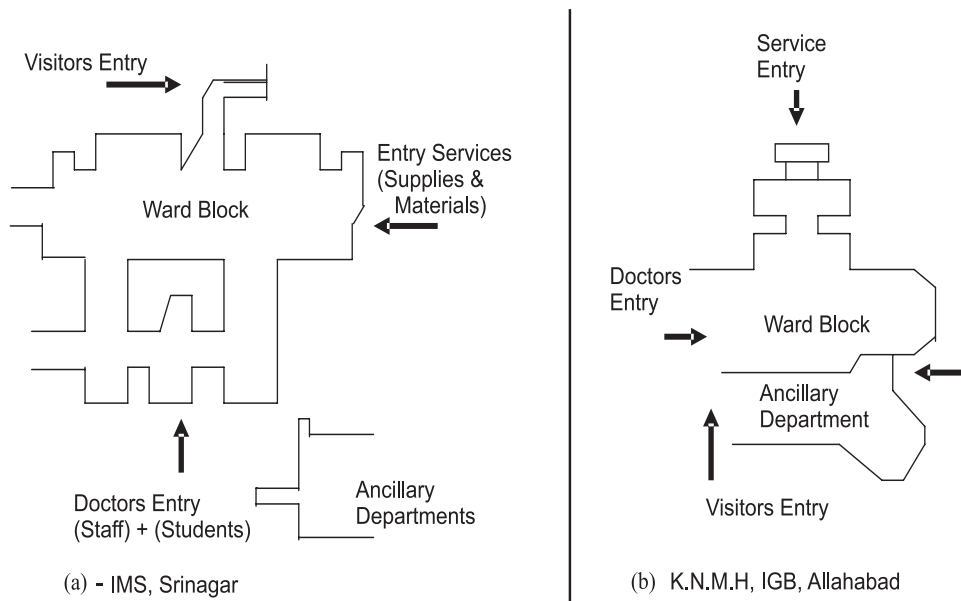 Visitors Entry
Entry Services
(Supplies &
Materials)
Ward Block
Doctors Entry
(Staff) + (Students)
Ancillary
Departments
(a) - IMS, Srinagar
Service
Entry
Doctors
Entry
Ward Block
Ancillary
Department
Visitors Entry
(b) K.N.M.H, IGB, Allahabad